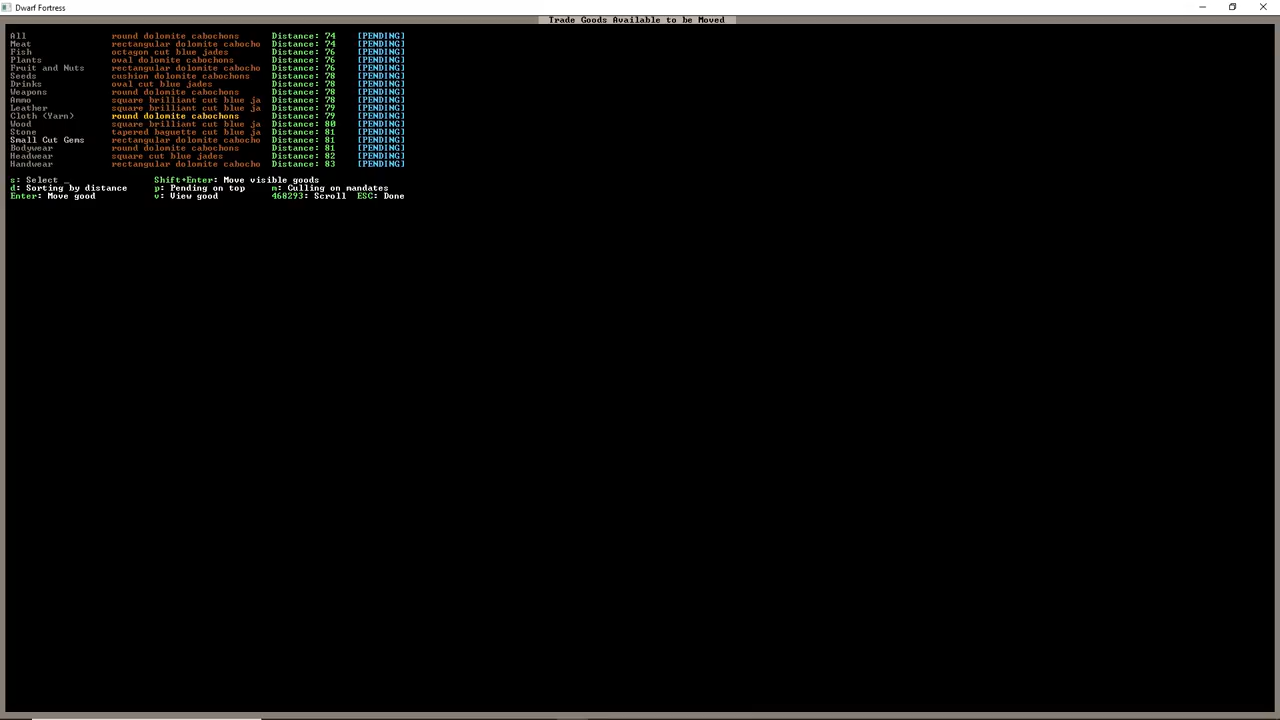 Dwarf Fortress
Trade Goods Available to be Moved
All round dolomite cabochons Distance: 74 [PENDING]
Meat rectangular dolomite cabocho Distance: 74 [PENDING]
Fish octagon cut blue jades Distance: 76 [PENDING]
Plants oval dolomite cabochons Distance: 76 [PENDING]
Fruit and Nuts rectangular dolomite cabocho Distance: 76 [PENDING]
Seeds cushion dolomite cabochons Distance: 78 [PENDING]
Drinks oval cut blue jades Distance: 78 [PENDING]
Weapons round dolomite cabochons Distance: 78 [PENDING]
Ammo square brilliant cut blue ja Distance: 78 [PENDING]
Leather square brilliant cut blue ja Distance: 79 [PENDING]
Cloth (Yarn) round dolomite cabochons Distance: 79 [PENDING]
Wood square brilliant cut blue ja Distance: 80 [PENDING]
Stone tapered baguette cut blue ja Distance: 81 [PENDING]
Small Cut Gems rectangular dolomite cabocho Distance: 81 [PENDING]
Bodywear round dolomite cabochons Distance: 81 [PENDING]
Headwear square cut blue jades Distance: 82 [PENDING]
Handwear rectangular dolomite cabocho Distance: 83 [PENDING]
s: Select _ Shift+Enter: Move visible goods
d: Sorting by distance p: Pending on top m: Culling on mandates
Enter: Move good v: View good 468293: Scroll ESC: Done